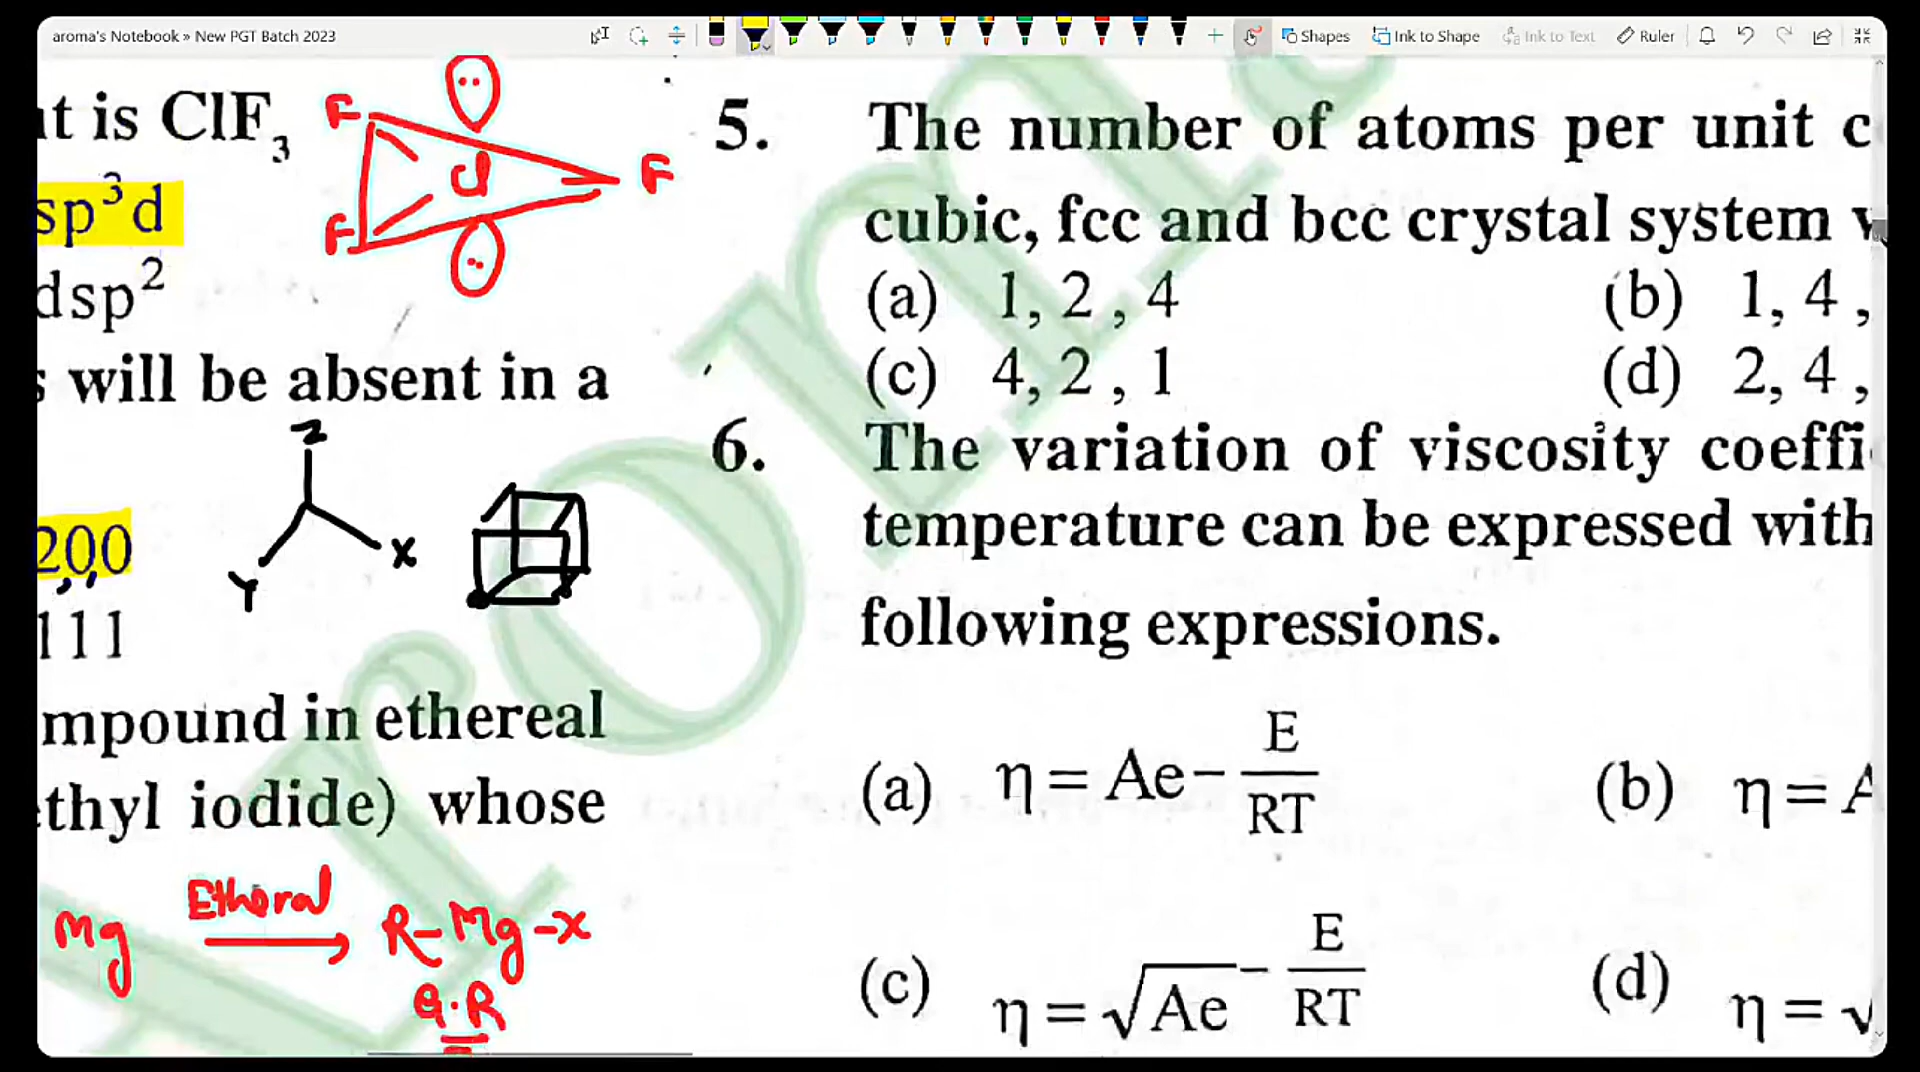 aroma's Notebook » New PGT Batch 2023
Shapes Ink to Shape Ink to Text Ruler
t is ClF3
sp³d
dsp²
F
F
F
Cl
will be absent in a
Z
Y
X
200
111
mpound in ethereal
thyl iodide) whose
Mg Etheral → R-Mg-X
G.R
5. The number of atoms per unit c
cubic, fcc and bcc crystal system
(a) 1, 2, 4 (b) 1, 4,
(c) 4, 2, 1 (d) 2, 4,
6. The variation of viscosity coeffi
temperature can be expressed with
following expressions.
(a) η = Ae− E/RT (b) η = A
(c) η = √Ae − E/RT (d) η = √